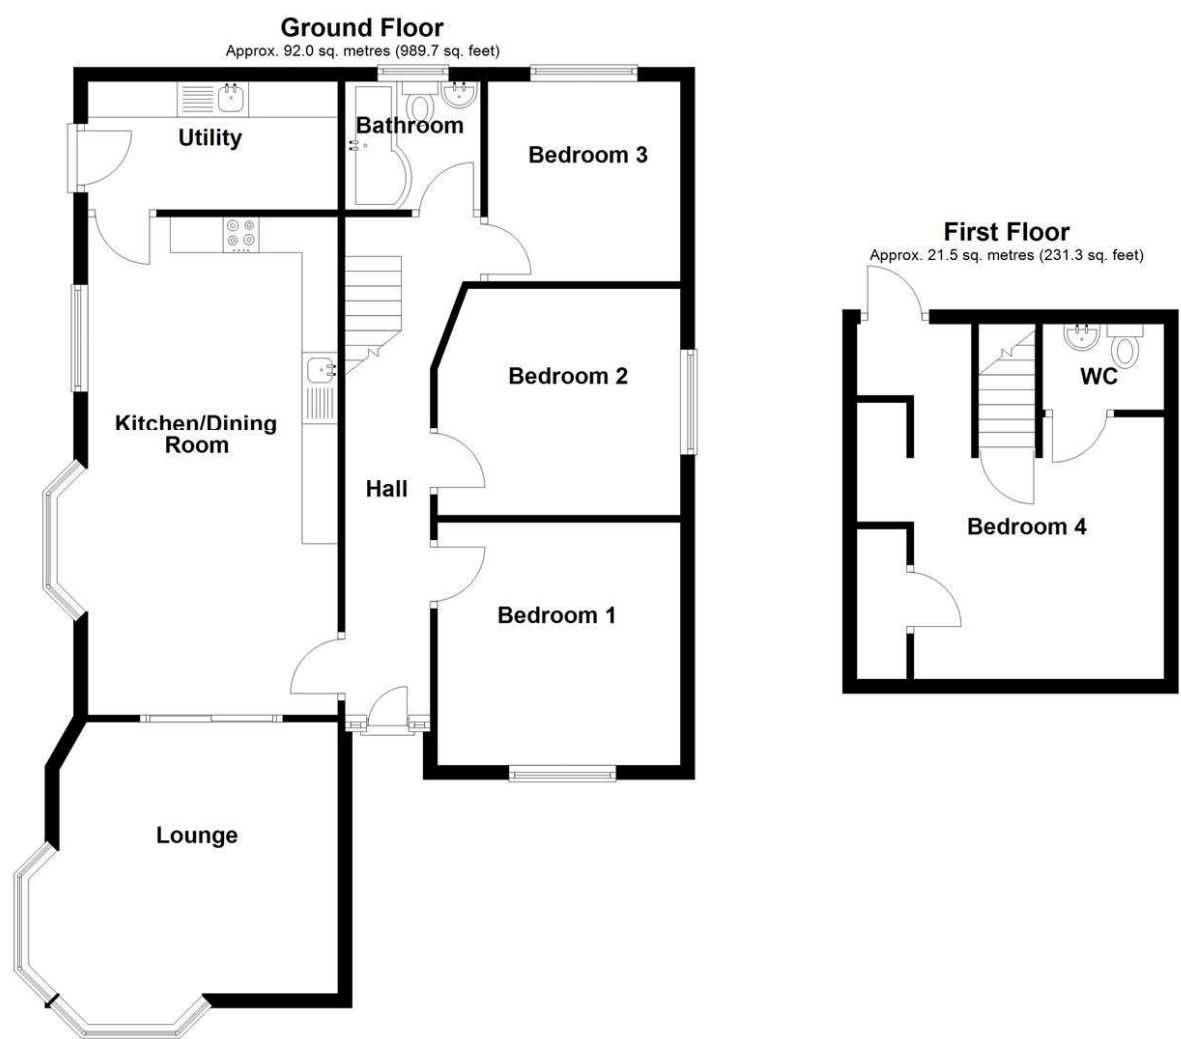 Ground Floor
Approx. 92.0 sq. metres (989.7 sq. feet)
Utility
Bathroom
Bedroom 3
First Floor
Approx. 21.5 sq. metres (231.3 sq. feet)
Bedroom 2
WC
Kitchen/Dining
Room
Hall
Bedroom 4
Bedroom 1
Lounge